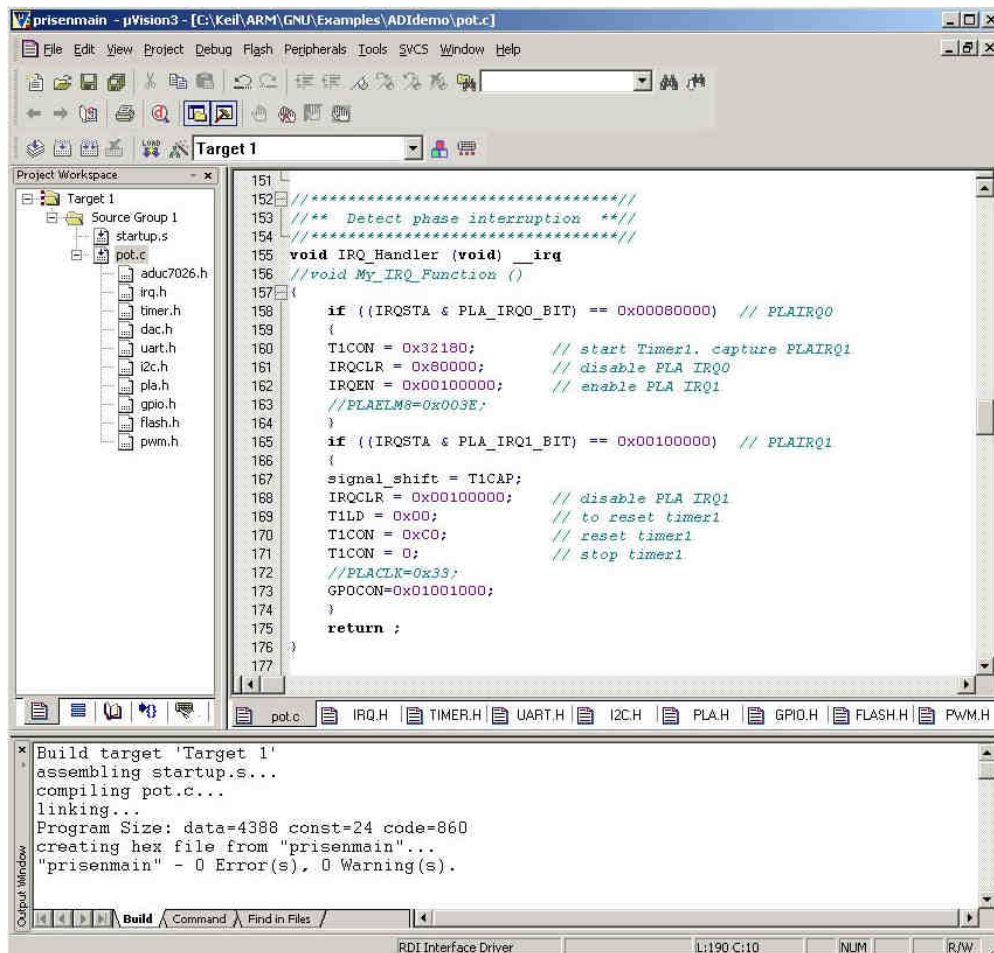 prisenmain - µVision3 - [C:\Keil\ARM\GNU\Examples\ADIdemo\pot.c]
File Edit View Project Debug Flash Peripherals Tools SVCS Window Help
LOAD Target 1
Project Workspace
Target 1
Source Group 1
startup.s
pot.c
aduc7026.h
irq.h
timer.h
dac.h
uart.h
i2c.h
pla.h
gpio.h
flash.h
pwm.h
151
152 //*********************************//
153 //** Detect phase interruption **//
154 //*********************************//
155 void IRQ_Handler (void) __irq
156 //void My_IRQ_Function ()
157 {
158 if ((IRQSTA & PLA_IRQ0_BIT) == 0x00080000) // PLAIRQ0
159 {
160 T1CON = 0x32180; // start Timer1. capture PLAIRQ1
161 IRQCLR = 0x80000; // disable PLA IRQ0
162 IRQEN = 0x00100000; // enable PLA IRQ1
163 //PLAELM8=0x003E;
164 }
165 if ((IRQSTA & PLA_IRQ1_BIT) == 0x00100000) // PLAIRQ1
166 {
167 signal_shift = T1CAP;
168 IRQCLR = 0x00100000; // disable PLA IRQ1
169 T1LD = 0x00; // to reset timer1
170 T1CON = 0xC0; // reset timer1
171 T1CON = 0; // stop timer1
172 //PLACLK=0x33;
173 GP0CON=0x01001000;
174 }
175 return ;
176 }
177
pot.c IRQ.H TIMER.H UART.H I2C.H PLA.H GPIO.H FLASH.H PWM.H
Build target 'Target 1'
assembling startup.s...
compiling pot.c...
linking...
Program Size: data=4388 const=24 code=860
creating hex file from "prisenmain"...
"prisenmain" - 0 Error(s), 0 Warning(s).
Output Window
Build Command Find in Files
RDI Interface Driver L:190 C:10 NUM R/W